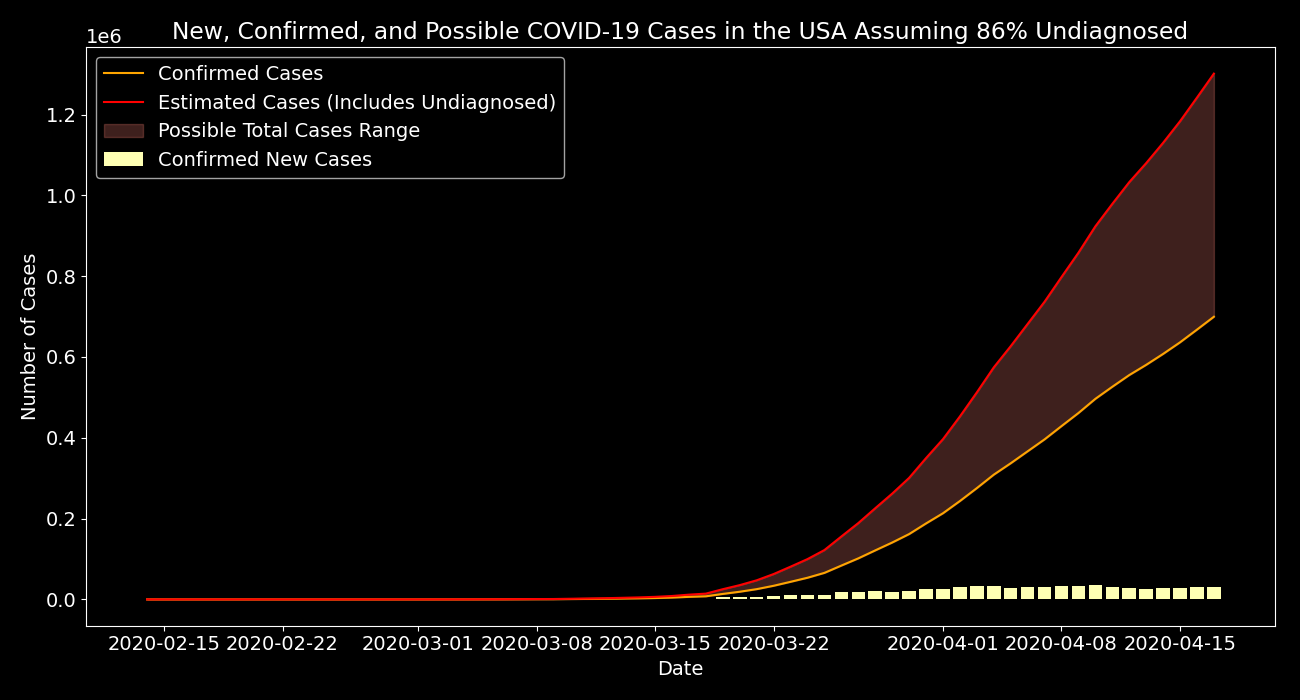 New, Confirmed, and Possible COVID-19 Cases in the USA Assuming 86% Undiagnosed
1e6
Confirmed Cases
Estimated Cases (Includes Undiagnosed)
Possible Total Cases Range
Confirmed New Cases
1.2
1.0
0.8
0.6
0.4
0.2
0.0
Number of Cases
2020-02-15 2020-02-22 2020-03-01 2020-03-08 2020-03-15 2020-03-22 2020-04-01 2020-04-08 2020-04-15
Date